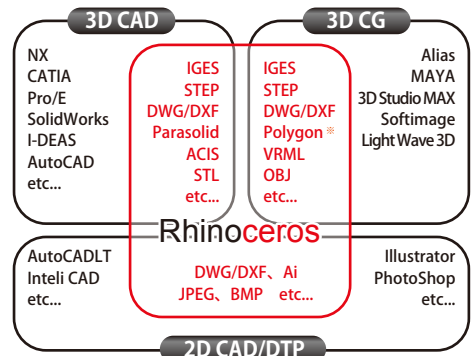 3D CAD
NX
CATIA
Pro/E
SolidWorks
I-DEAS
AutoCAD
etc...
IGES
STEP
DWG/DXF
Parasolid
ACIS
STL
etc...
3D CG
IGES
STEP
DWG/DXF
Polygon※
VRML
OBJ
etc...
Alias
MAYA
3D Studio MAX
Softimage
Light Wave 3D
Rhinoceros
AutoCADLT
Inteli CAD
etc...
DWG/DXF、Ai
JPEG、BMP etc...
Illustrator
PhotoShop
etc...
2D CAD/DTP